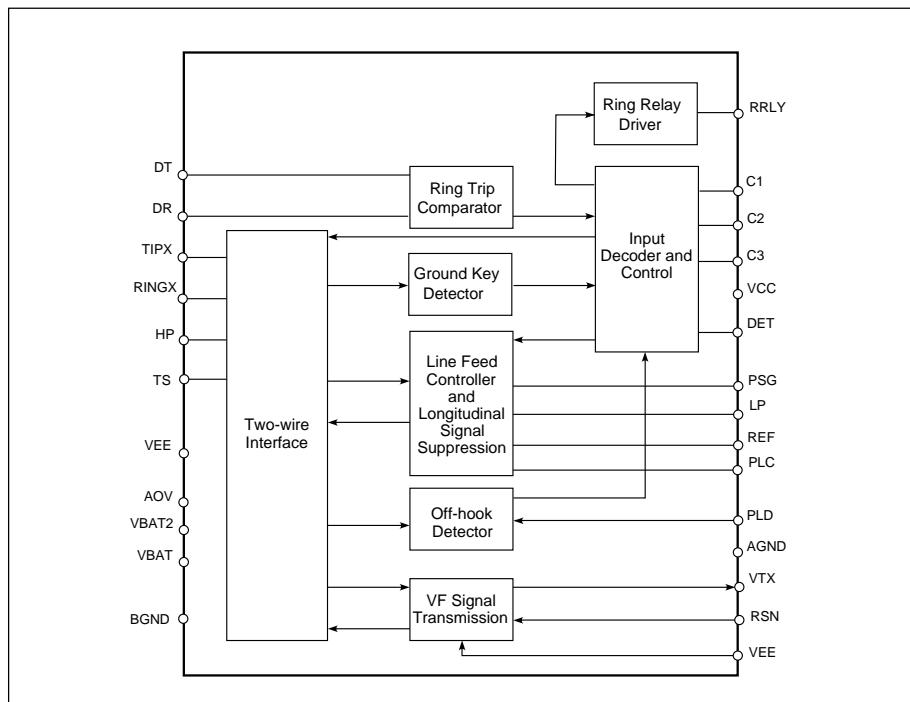 Ring Relay
Driver
RRLY
DT
DR
TIPX
RINGX
HP
TS
VEE
AOV
VBAT2
VBAT
BGND
Two-wire
Interface
Ring Trip
Comparator
Ground Key
Detector
Line Feed
Controller
and
Longitudinal
Signal
Suppression
Off-hook
Detector
VF Signal
Transmission
Input
Decoder and
Control
C1
C2
C3
VCC
DET
PSG
LP
REF
PLC
PLD
AGND
VTX
RSN
VEE